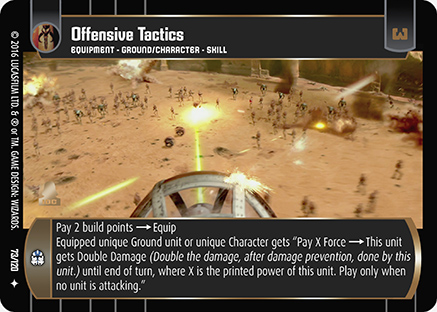 Offensive Tactics
EQUIPMENT - GROUND/CHARACTER - SKILL
© 2016 LUCASFILM LTD. & ® OR TM. GAME DESIGN: WIZARDS.
Pay 2 build points → Equip
Equipped unique Ground unit or unique Character gets "Pay X Force → This unit
gets Double Damage (Double the damage, after damage prevention, done by this
unit.) until end of turn, where X is the printed power of this unit. Play only when
no unit is attacking."